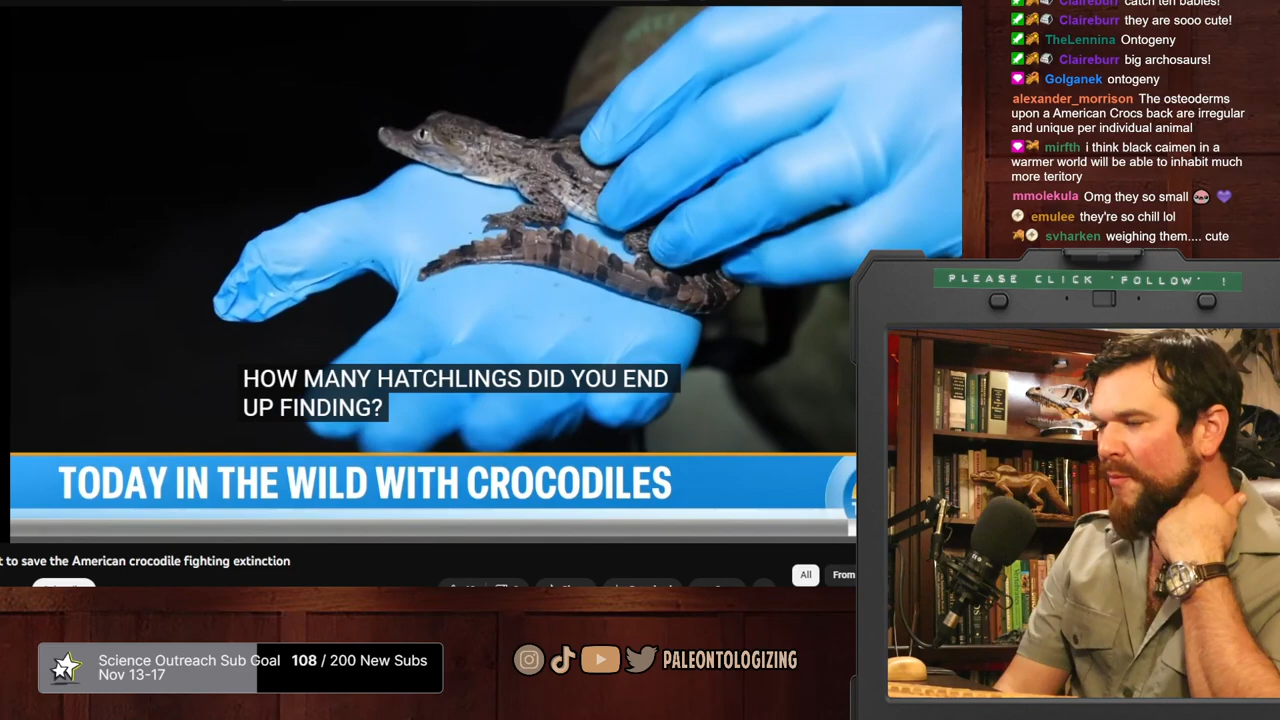 Claireburr catch ten babies!
Claireburr they are sooo cute!
TheLennina Ontogeny
Claireburr big archosaurs!
Golganek ontogeny
alexander_morrison The osteoderms
upon a American Crocs back are irregular
and unique per individual animal
mirfth i think black caimen in a
warmer world will be able to inhabit much
more teritory
mmolekula Omg they so small
emulee they're so chill lol
svharken weighing them.... cute
PLEASE CLICK 'FOLLOW' !
HOW MANY HATCHLINGS DID YOU END
UP FINDING?
TODAY IN THE WILD WITH CROCODILES
t to save the American crocodile fighting extinction
All
From
Science Outreach Sub Goal 108 / 200 New Subs
Nov 13-17
PALEONTOLOGIZING